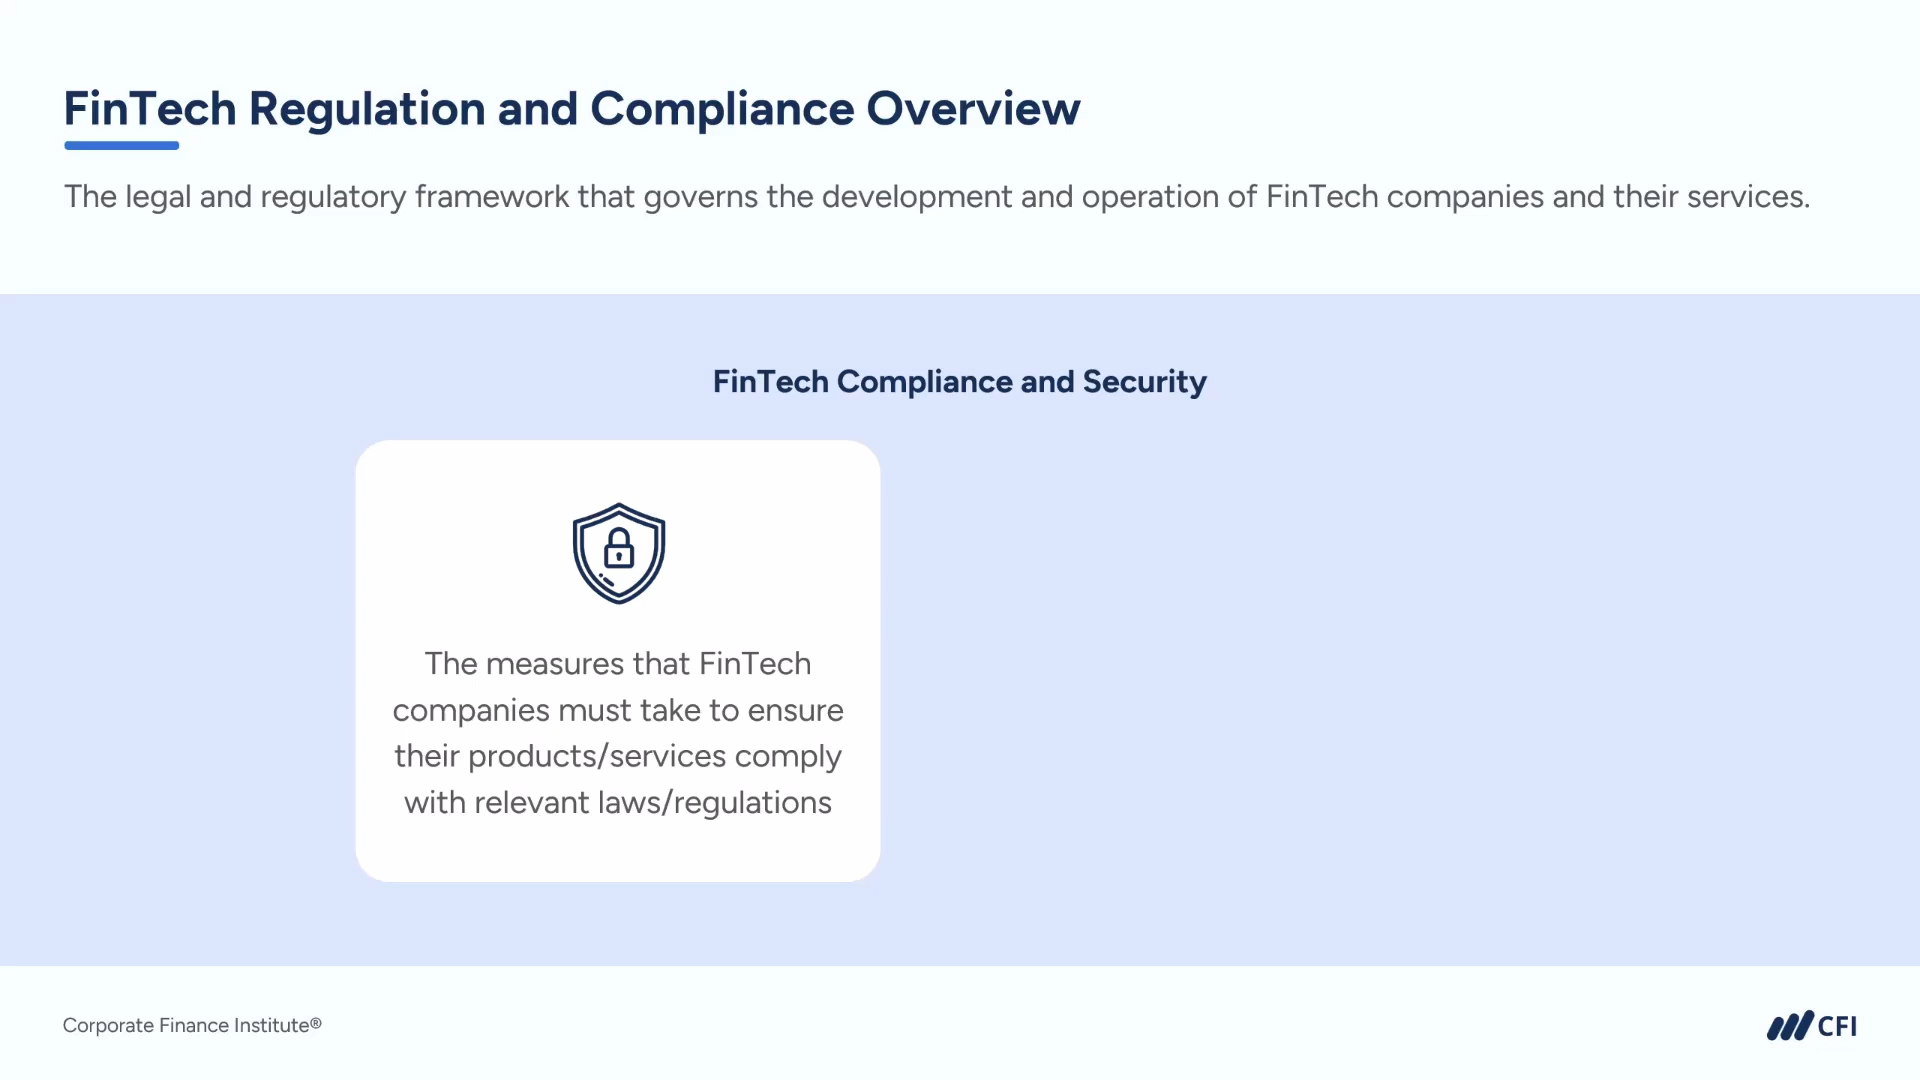 FinTech Regulation and Compliance Overview
The legal and regulatory framework that governs the development and operation of FinTech companies and their services.
FinTech Compliance and Security
The measures that FinTech
companies must take to ensure
their products/services comply
with relevant laws/regulations
Corporate Finance Institute®
CFI